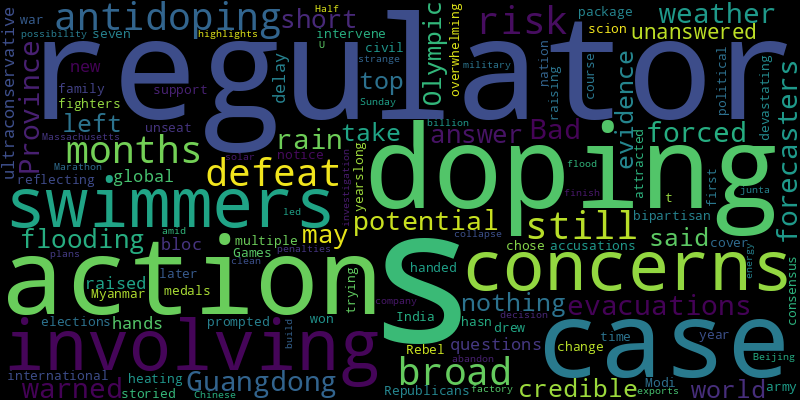 war
Half
antidoping
short
highlights
possibility
seven
regulator
intervene
U
civil
Olympic
overwhelming
risk
package
scion
strange
weather
unanswered
ultraconservative
Province
new
family
fighters
support
delay
top
military
Sunday
nation
raising
course
evidence
political
devastating
forecasters
left
Massachusetts
unseat
rain
take
answer
Bad
forced
months
Marathon
solar
notice
billion
doping
flood
attracted
first
junta
reflecting
global
defeat
yearslong
investigation
finish
t
swimmers
led
potential
still
bipartisan
flooding
amid
bloc
multiple
Games
may
collapse
chose
accusations
said
cover
energy
consensus
plans
clean
penalties
actions
s
handed
concerns
raised
later
Myanmar
medals
trying
company
nothing
hasn
decision
evacuations
elections
hands
prompted
won
build
India
drew
involving
Rebel
questions
change
time
year
case
Beijing
international
heating
warned
storied
Guangdong
Chinese
broad
abandon
Republicans
factory
credible
exports
Modi
world
army